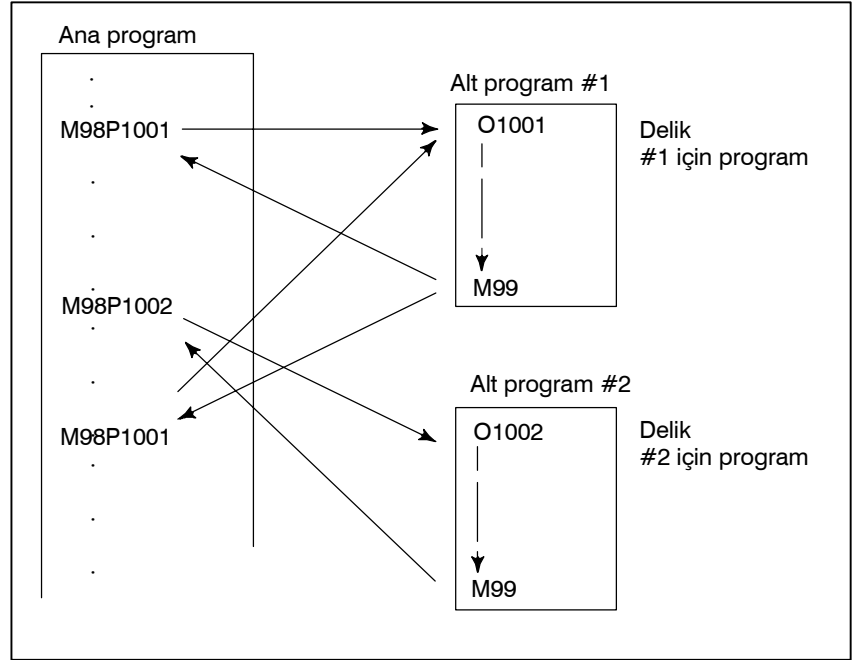 Ana program
M98P1001
M98P1002
M98P1001
Alt program #1
O1001
M99
Delik
#1 için program
Alt program #2
O1002
M99
Delik
#2 için program